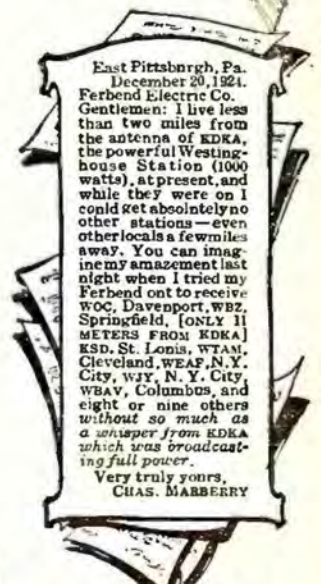 East Pittsburgh, Pa.
December 20, 1924.
Ferbend Electric Co.
Gentlemen: I live less
than two miles from
the antenna of KDKA,
the powerful Westing-
house Station (1000
watts), at present, and
while they were on I
could get absolutely no
other stations—even
other locals a few miles
away. You can imag-
ine my amazement last
night when I tried my
Ferbend out to receive
WOC, Davenport, WBZ,
Springfield, [ONLY 11
METERS FROM KDKA]
KSD, St. Louis, WTAM,
Cleveland, WEAF, N.Y.
City, WJY, N. Y. City,
WBAV, Columbus, and
eight or nine others
without so much as
a whisper from KDKA
which was broadcast-
ing full power.
Very truly yours,
CHAS. MARBERRY